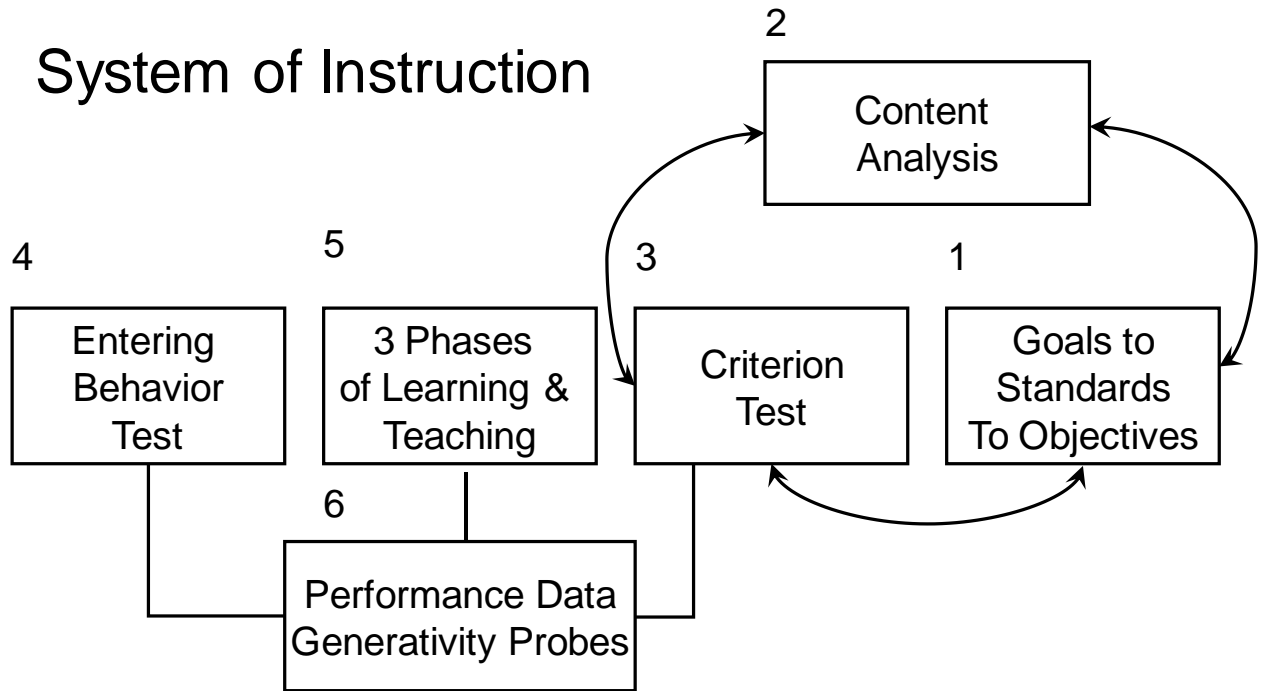 System of Instruction
2
Content
Analysis
4
Entering
Behavior
Test
5
3 Phases
of Learning &
Teaching
3
Criterion
Test
1
Goals to
Standards
To Objectives
6
Performance Data
Generativity Probes